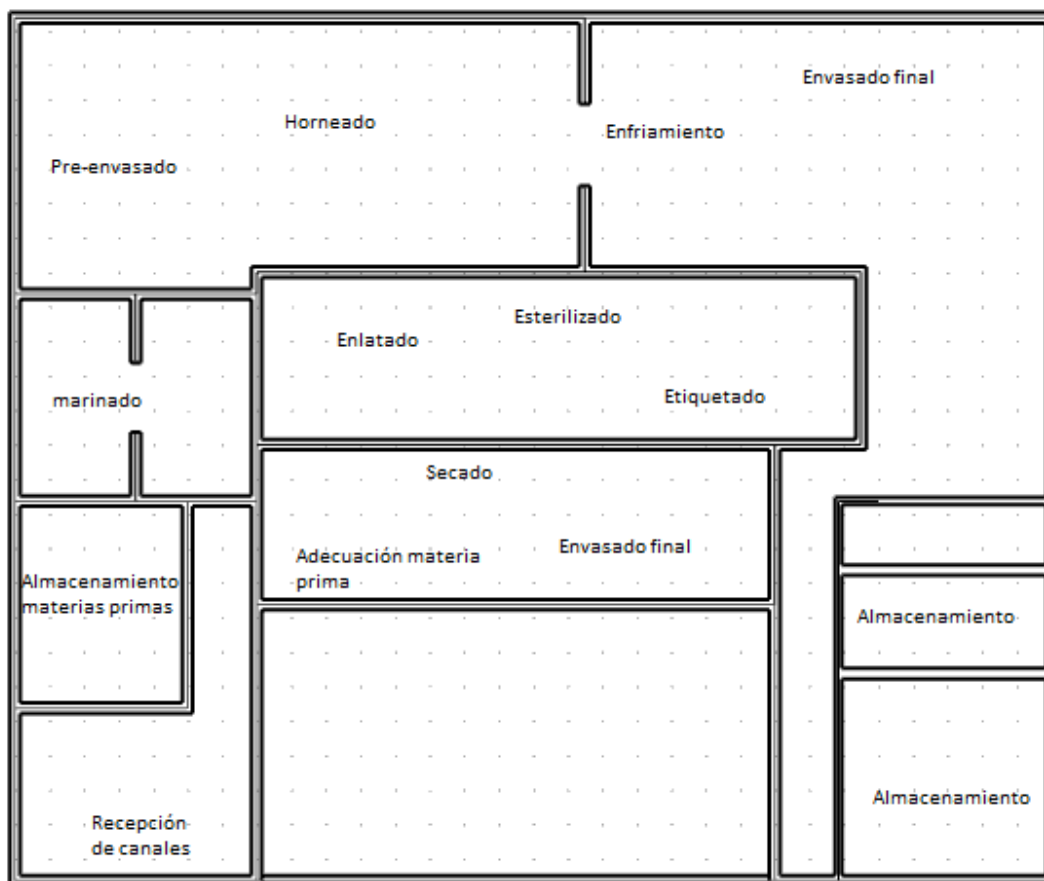 Envasado final
Horneado
Enfriamiento
Pre-envasado
Esterilizado
Enlatado
Etiquetado
marinado
Secado
Envasado final
Adecuación materia
prima
Almacenamiento
materias primas
Almacenamiento
Almacenamiento
Recepción
de canales